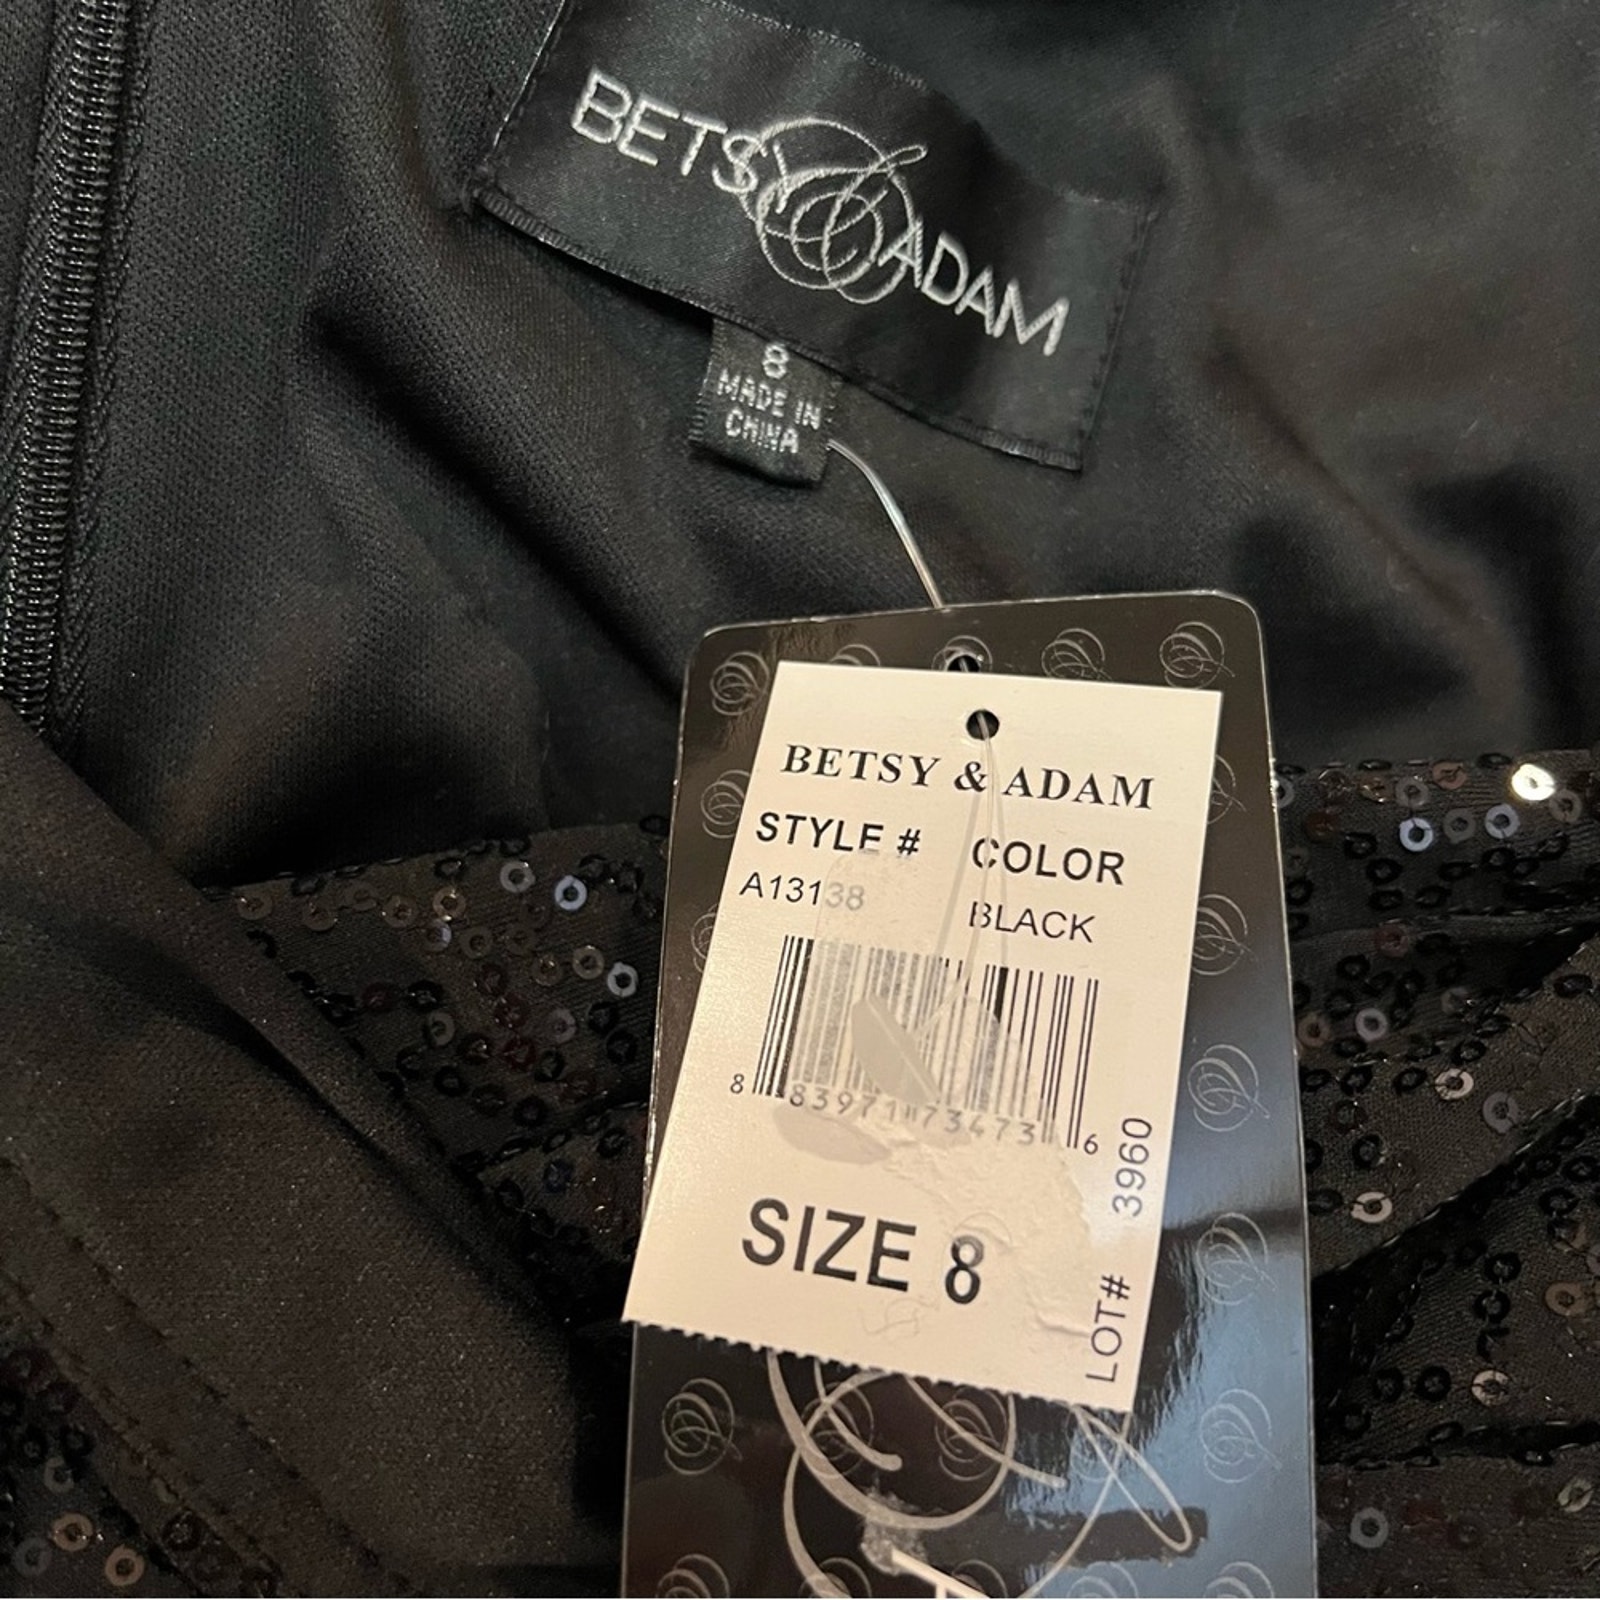 BETSY & ADAM
8
MADE IN
CHINA
BETSY & ADAM
STYLE # COLOR
A13138 BLACK
8 83971 73473 6
SIZE 8
LOT# 3960